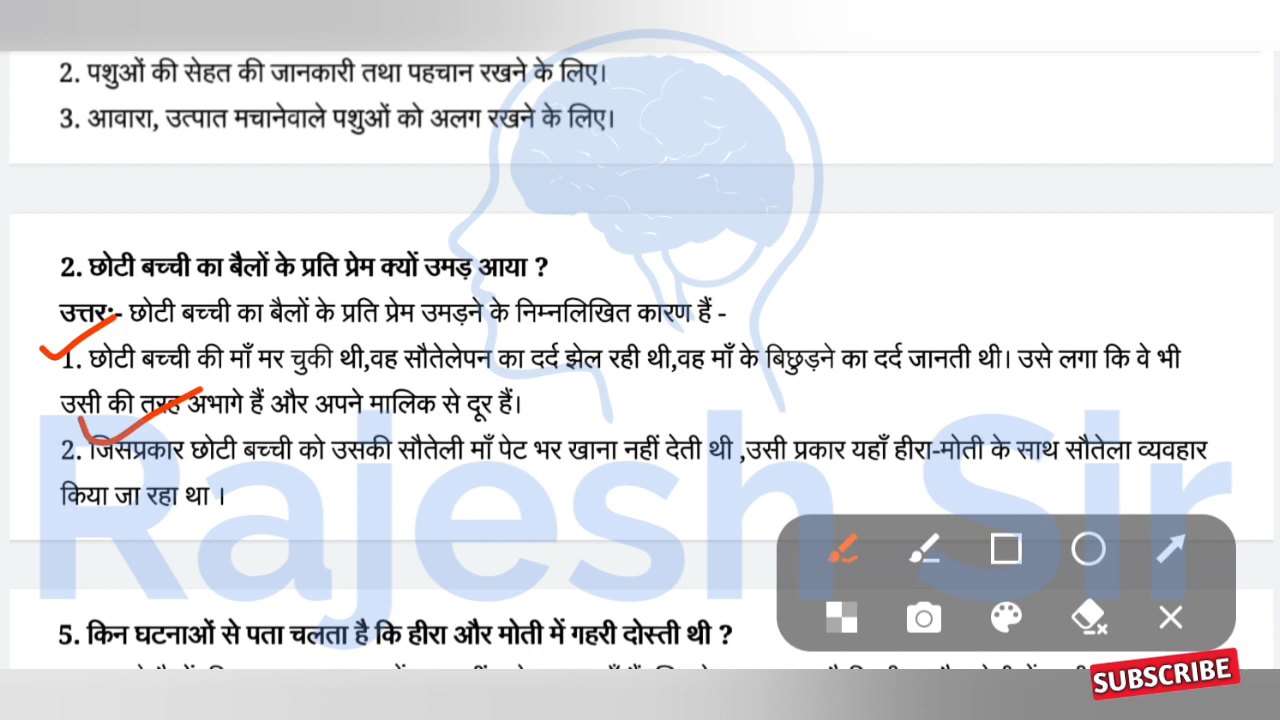 2. पशुओं की सेहत की जानकारी तथा पहचान रखने के लिए।
3. आवारा, उत्पात मचानेवाले पशुओं को अलग रखने के लिए।
2. छोटी बच्ची का बैलों के प्रति प्रेम क्यों उमड़ आया ?
उत्तर:- छोटी बच्ची का बैलों के प्रति प्रेम उमड़ने के निम्नलिखित कारण हैं -
1. छोटी बच्ची की माँ मर चुकी थी,वह सौतेलेपन का दर्द झेल रही थी,वह माँ के बिछुड़ने का दर्द जानती थी। उसे लगा कि वे भी
उसी की तरह अभागे हैं और अपने मालिक से दूर हैं।
2. जिसप्रकार छोटी बच्ची को उसकी सौतेली माँ पेट भर खाना नहीं देती थी ,उसी प्रकार यहाँ हीरा-मोती के साथ सौतेला व्यवहार
किया जा रहा था ।
Rajesh Sir
5. किन घटनाओं से पता चलता है कि हीरा और मोती में गहरी दोस्ती थी ?
SUBSCRIBE